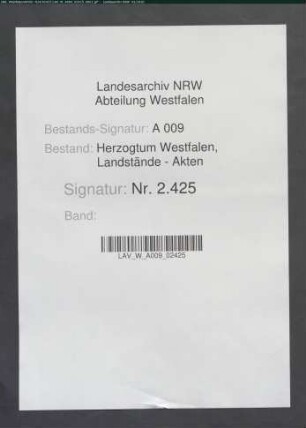 Landesarchiv NRW
Abteilung Westfalen
Bestands-Signatur: A 009
Bestand: Herzogtum Westfalen,
Landstände - Akten
Signatur: Nr. 2.425
Band:
LAV_W_A009_02425